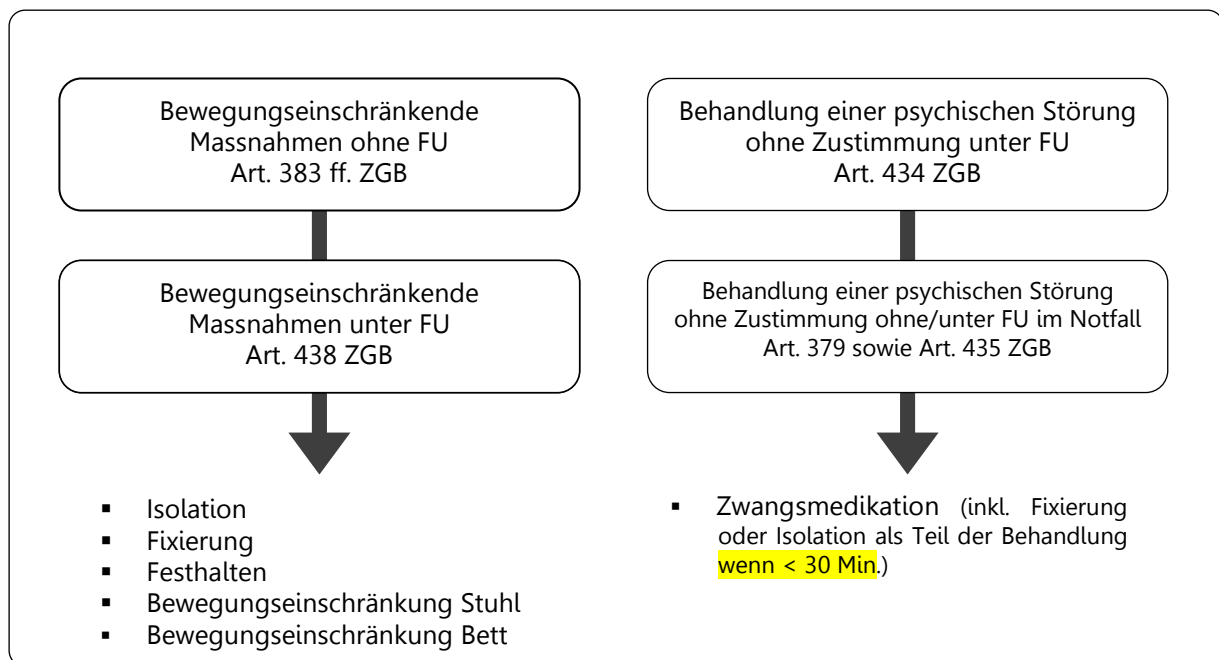 Bewegungseinschränkende
Massnahmen ohne FU
Art. 383 ff. ZGB
Bewegungseinschränkende
Massnahmen unter FU
Art. 438 ZGB
▪ Isolation
▪ Fixierung
▪ Festhalten
▪ Bewegungseinschränkung Stuhl
▪ Bewegungseinschränkung Bett
Behandlung einer psychischen Störung
ohne Zustimmung unter FU
Art. 434 ZGB
Behandlung einer psychischen Störung
ohne Zustimmung ohne/unter FU im Notfall
Art. 379 sowie Art. 435 ZGB
▪ Zwangsmedikation (inkl. Fixierung
oder Isolation als Teil der Behandlung
wenn < 30 Min.)